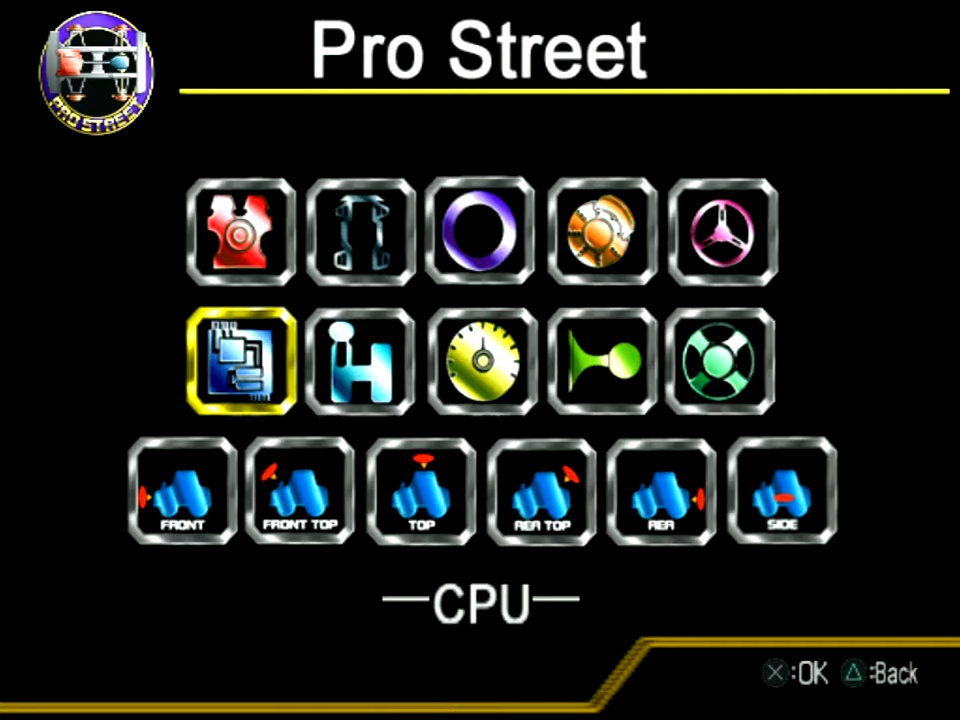 Pro Street
PRO STREET
FRONT
FRONT TOP
TOP
REA TOP
REA
SIDE
CPU
:OK :Back